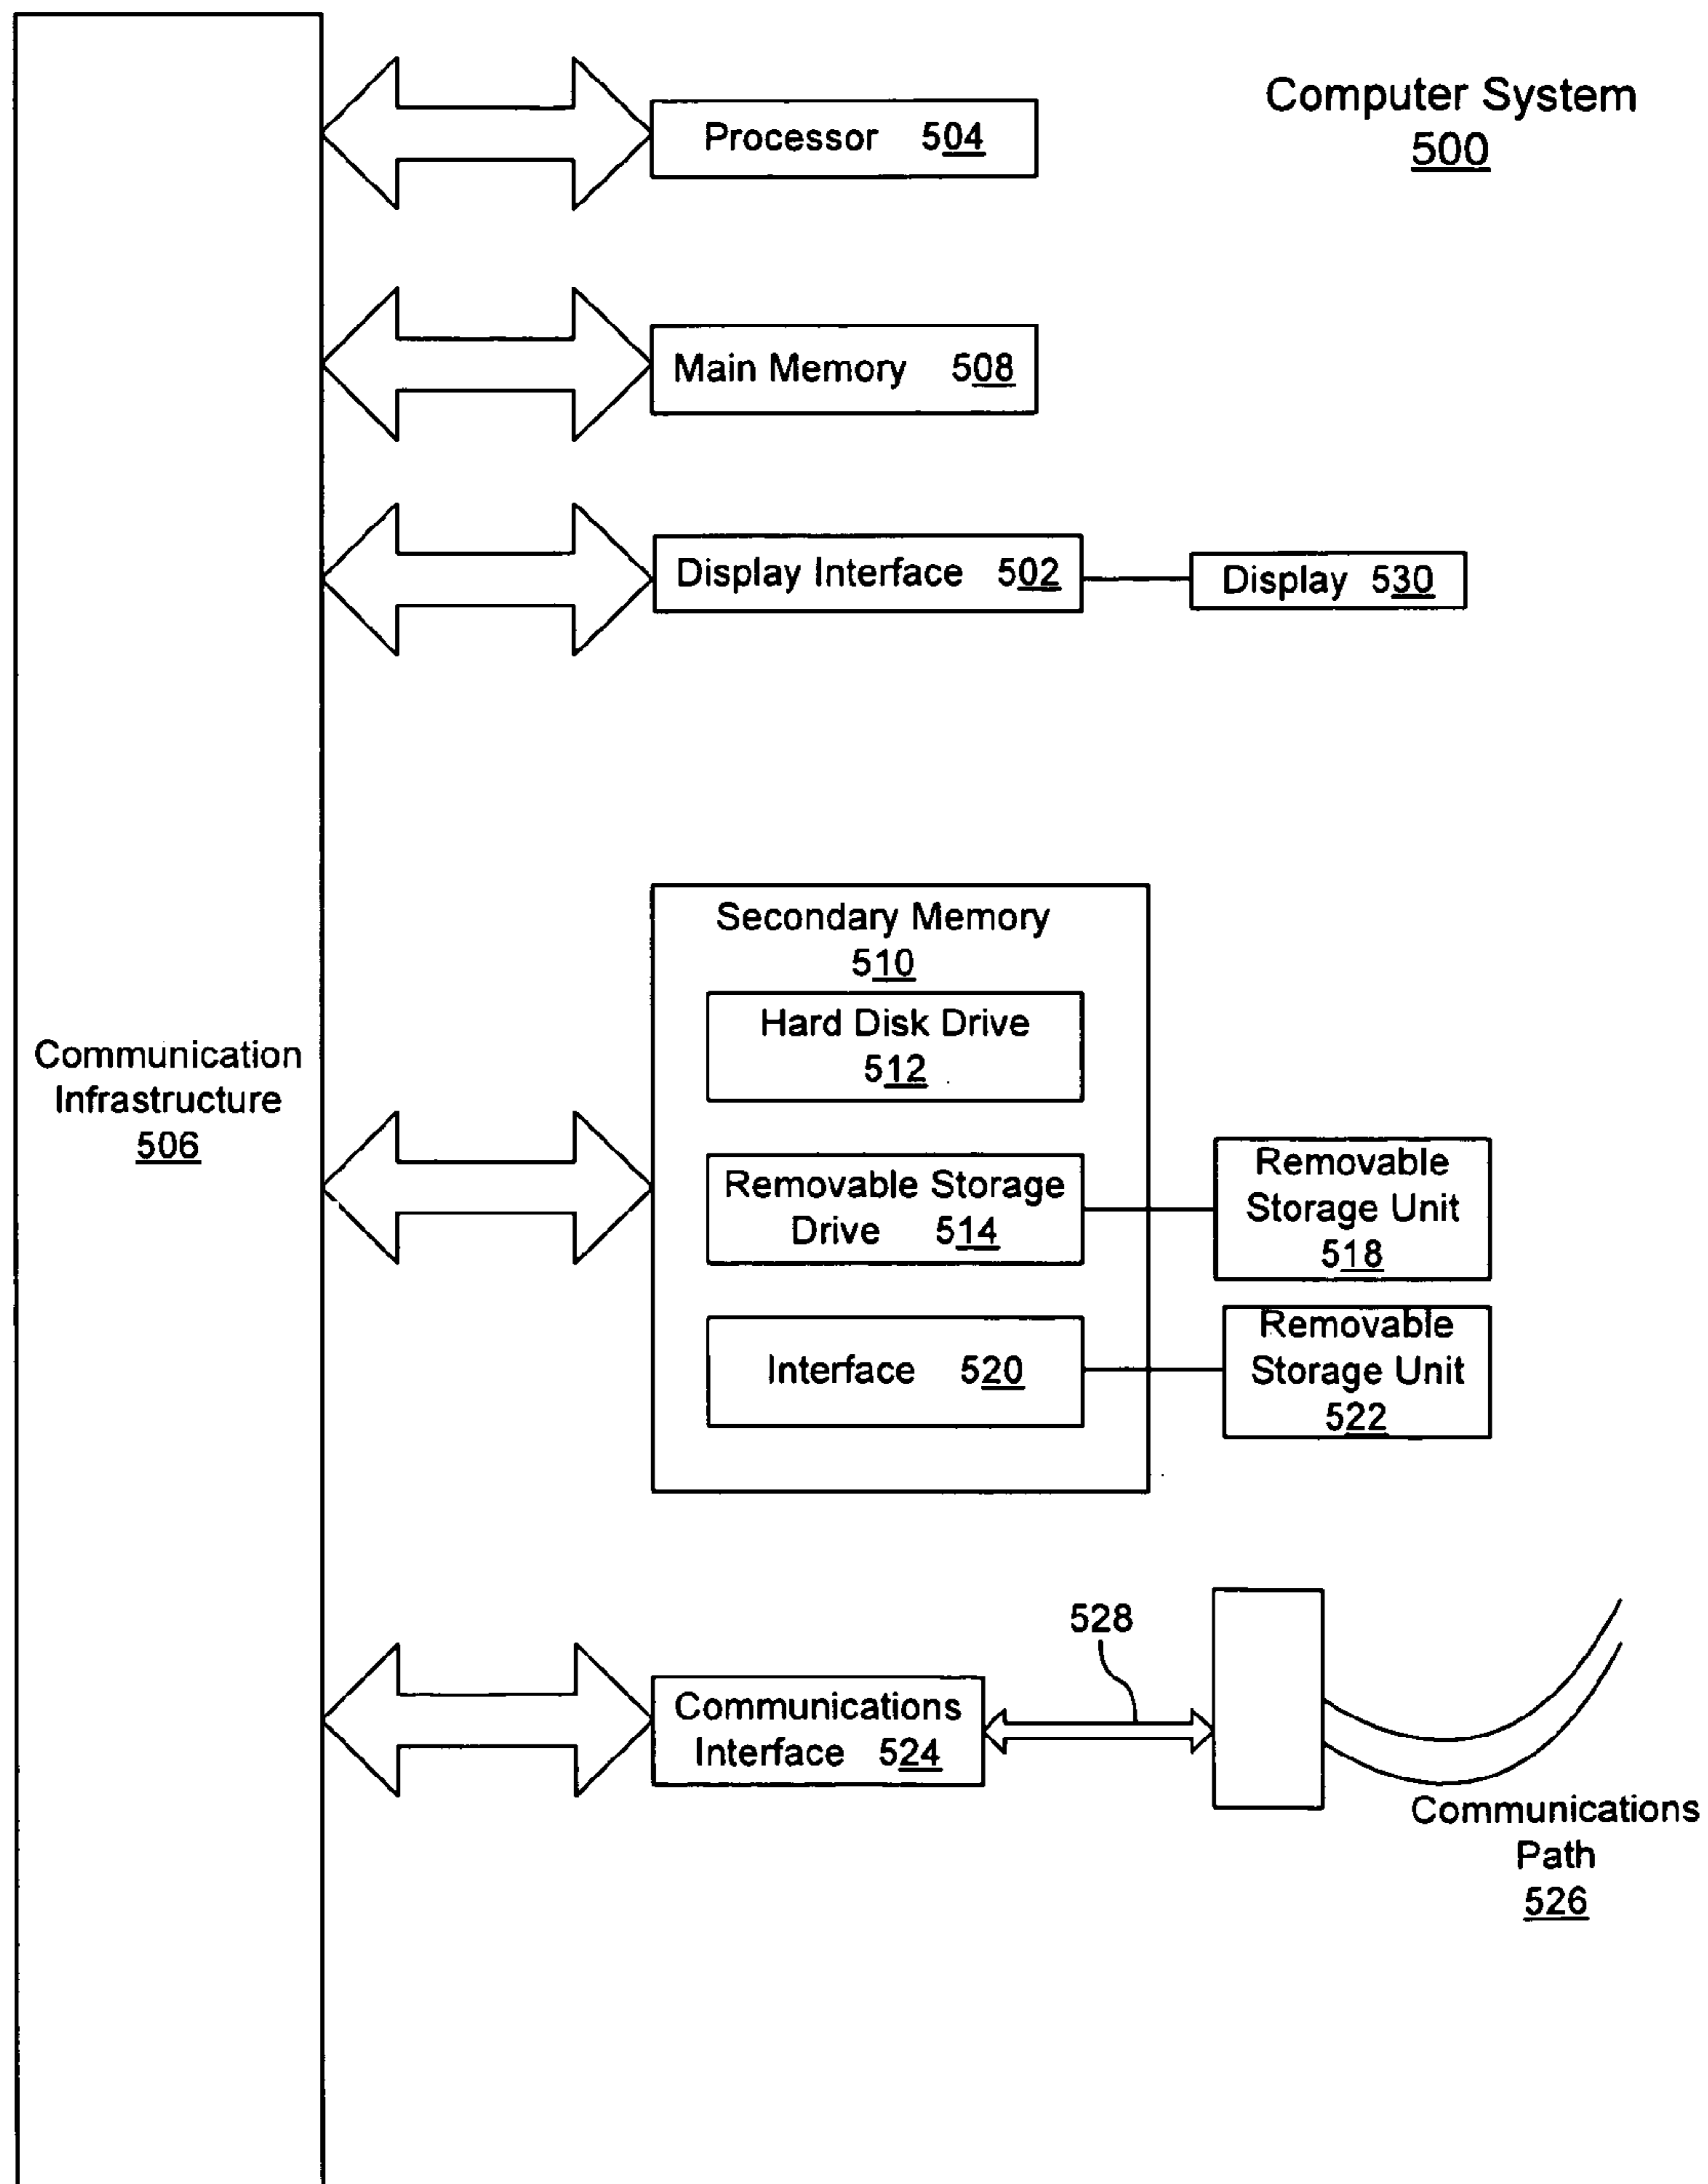 Computer System
500
Processor 504
Main Memory 508
Display Interface 502
Display 530
Secondary Memory
510
Hard Disk Drive
512
Communication
Infrastructure
506
Removable Storage
Drive 514
Removable
Storage Unit
518
Interface 520
Removable
Storage Unit
522
528
Communications
Interface 524
Communications
Path
526